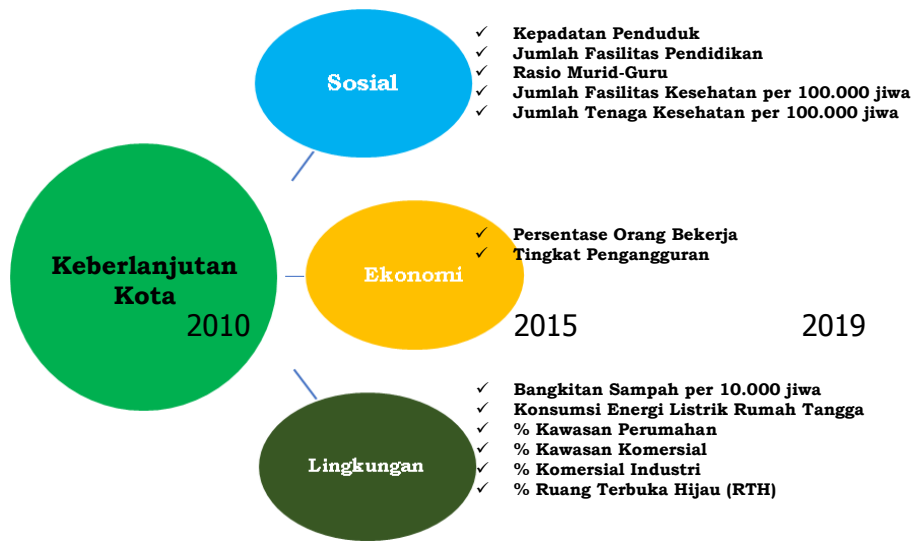 Sosial
✓ Kepadatan Penduduk
✓ Jumlah Fasilitas Pendidikan
✓ Rasio Murid-Guru
✓ Jumlah Fasilitas Kesehatan per 100.000 jiwa
✓ Jumlah Tenaga Kesehatan per 100.000 jiwa
Keberlanjutan
Kota
Ekonomi
✓ Persentase Orang Bekerja
✓ Tingkat Pengangguran
2010
2015
2019
Lingkungan
✓ Bangkitan Sampah per 10.000 jiwa
✓ Konsumsi Energi Listrik Rumah Tangga
✓ % Kawasan Perumahan
✓ % Kawasan Komersial
✓ % Komersial Industri
✓ % Ruang Terbuka Hijau (RTH)